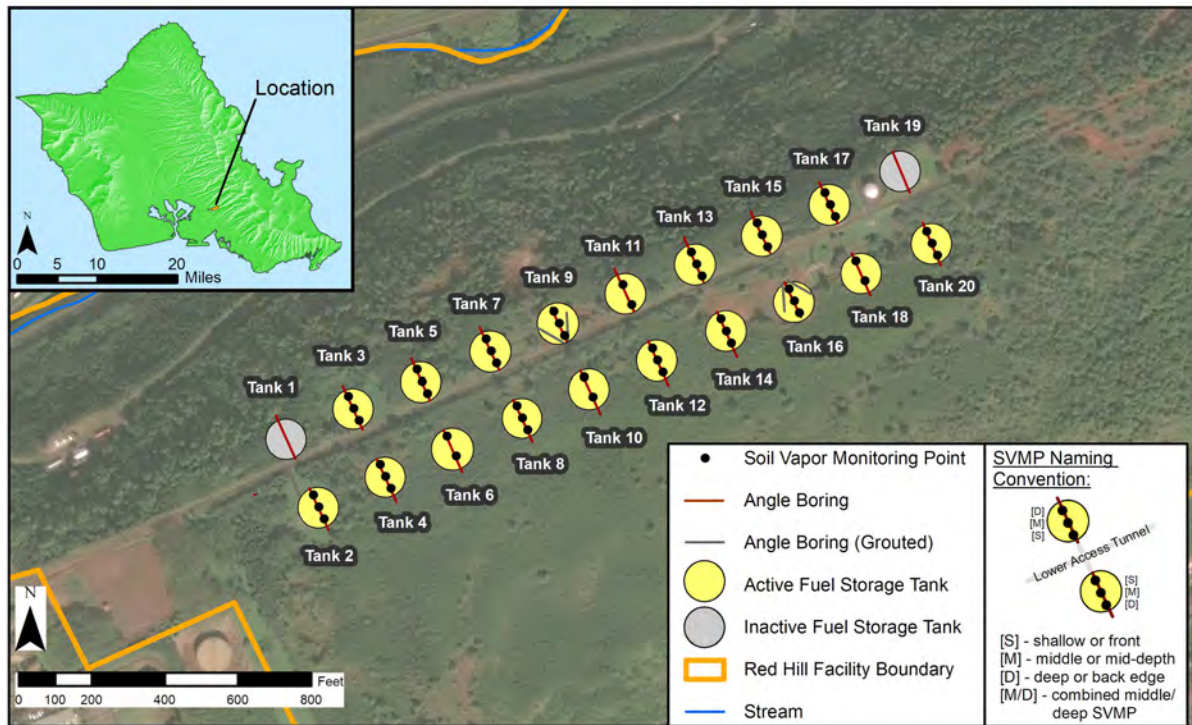 Location
N
0 5 10 20
Miles
Tank 19
Tank 17
Tank 15
Tank 13
Tank 11
Tank 9
Tank 7
Tank 5
Tank 3
Tank 1
Tank 20
Tank 18
Tank 16
Tank 14
Tank 12
Tank 10
Tank 8
Tank 6
Tank 4
Tank 2
N
Feet
0 100 200 400 600 800
Soil Vapor Monitoring Point
Angle Boring
Angle Boring (Grouted)
Active Fuel Storage Tank
Inactive Fuel Storage Tank
Red Hill Facility Boundary
Stream
SVMP Naming
Convention:
[D]
[M]
[S]
Lower Access Tunnel
[S]
[M]
[D]
[S] - shallow or front
[M] - middle or mid-depth
[D] - deep or back edge
[M/D] - combined middle/
deep SVMP